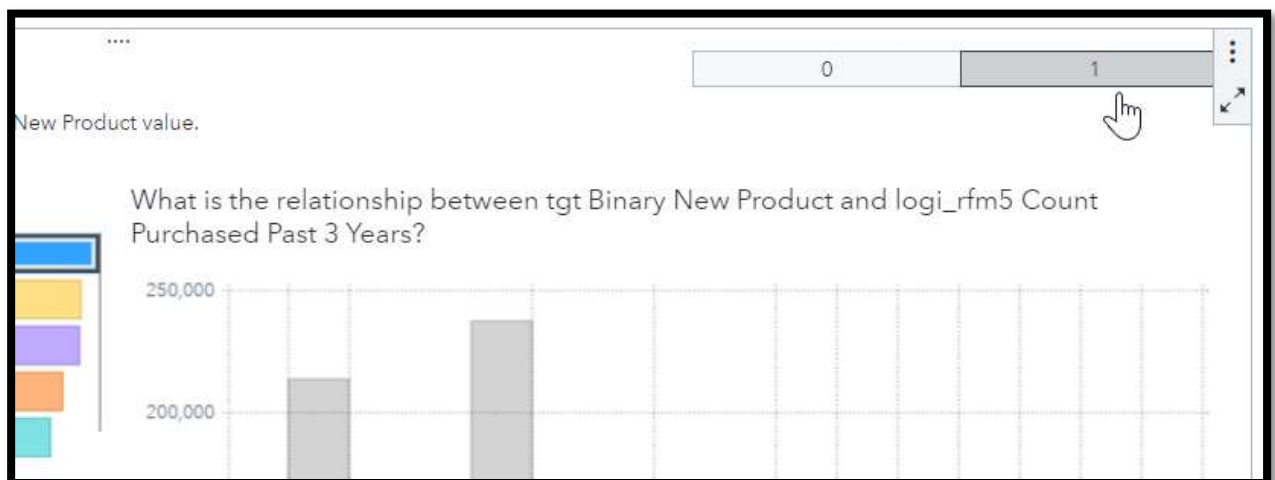 0
1
New Product value.
What is the relationship between tgt Binary New Product and logi_rfm5 Count
Purchased Past 3 Years?
250,000
200,000